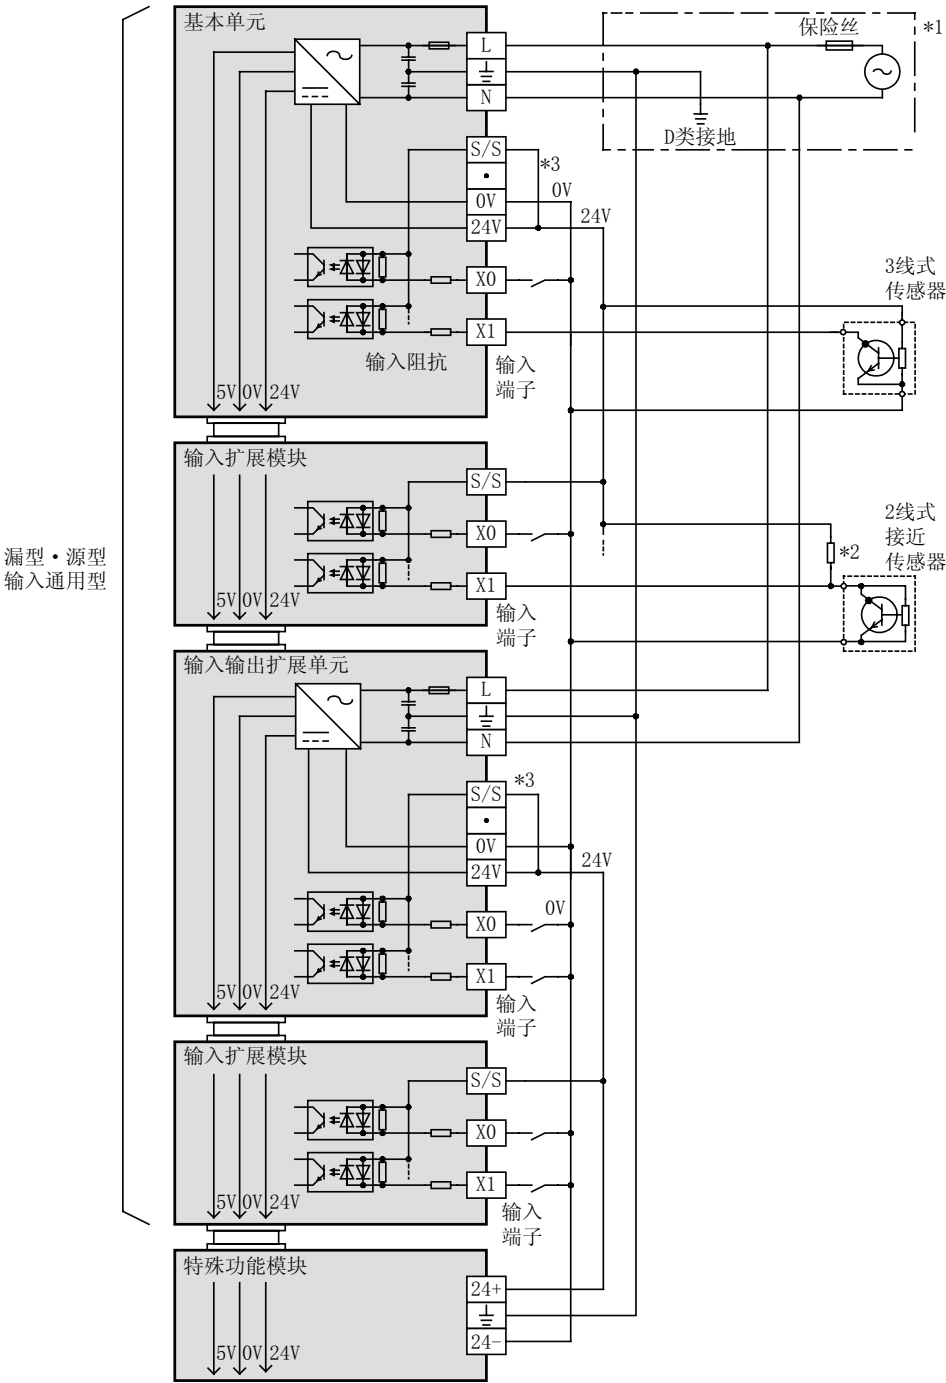 基本单元
L
N
S/S
•
0V
24V
X0
X1
输入阻抗
输入
端子
5V 0V 24V
保险丝
*1
D类接地
*3
0V
24V
3线式
传感器
漏型・源型
输入通用型
输入扩展模块
S/S
X0
X1
输入
端子
5V 0V 24V
*2
2线式
接近
传感器
输入输出扩展单元
L
N
S/S
*3
•
0V
24V
24V
X0
0V
X1
输入
端子
5V 0V 24V
输入扩展模块
S/S
X0
X1
输入
端子
5V 0V 24V
特殊功能模块
24+
24-
5V 0V 24V